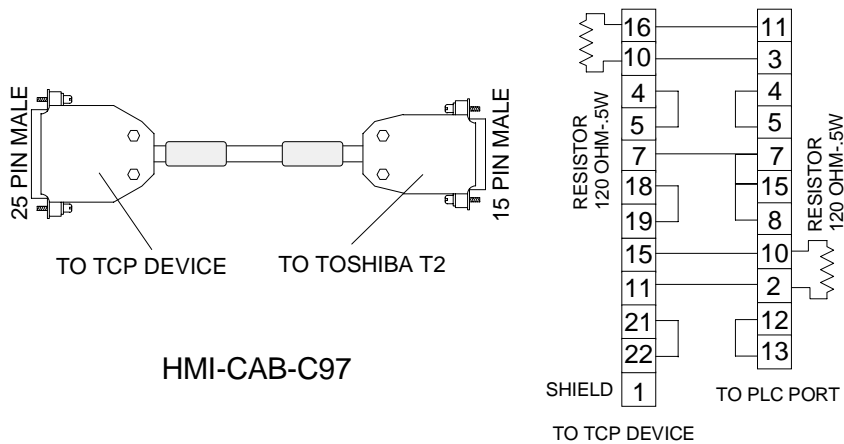 25 PIN MALE
15 PIN MALE
TO TCP DEVICE
TO TOSHIBA T2
HMI-CAB-C97
RESISTOR
120 OHM-.5W
16
10
4
5
7
18
19
15
11
21
22
SHIELD 1
TO TCP DEVICE
11
3
4
5
7
15
8
10
2
12
13
TO PLC PORT
RESISTOR
120 OHM-.5W